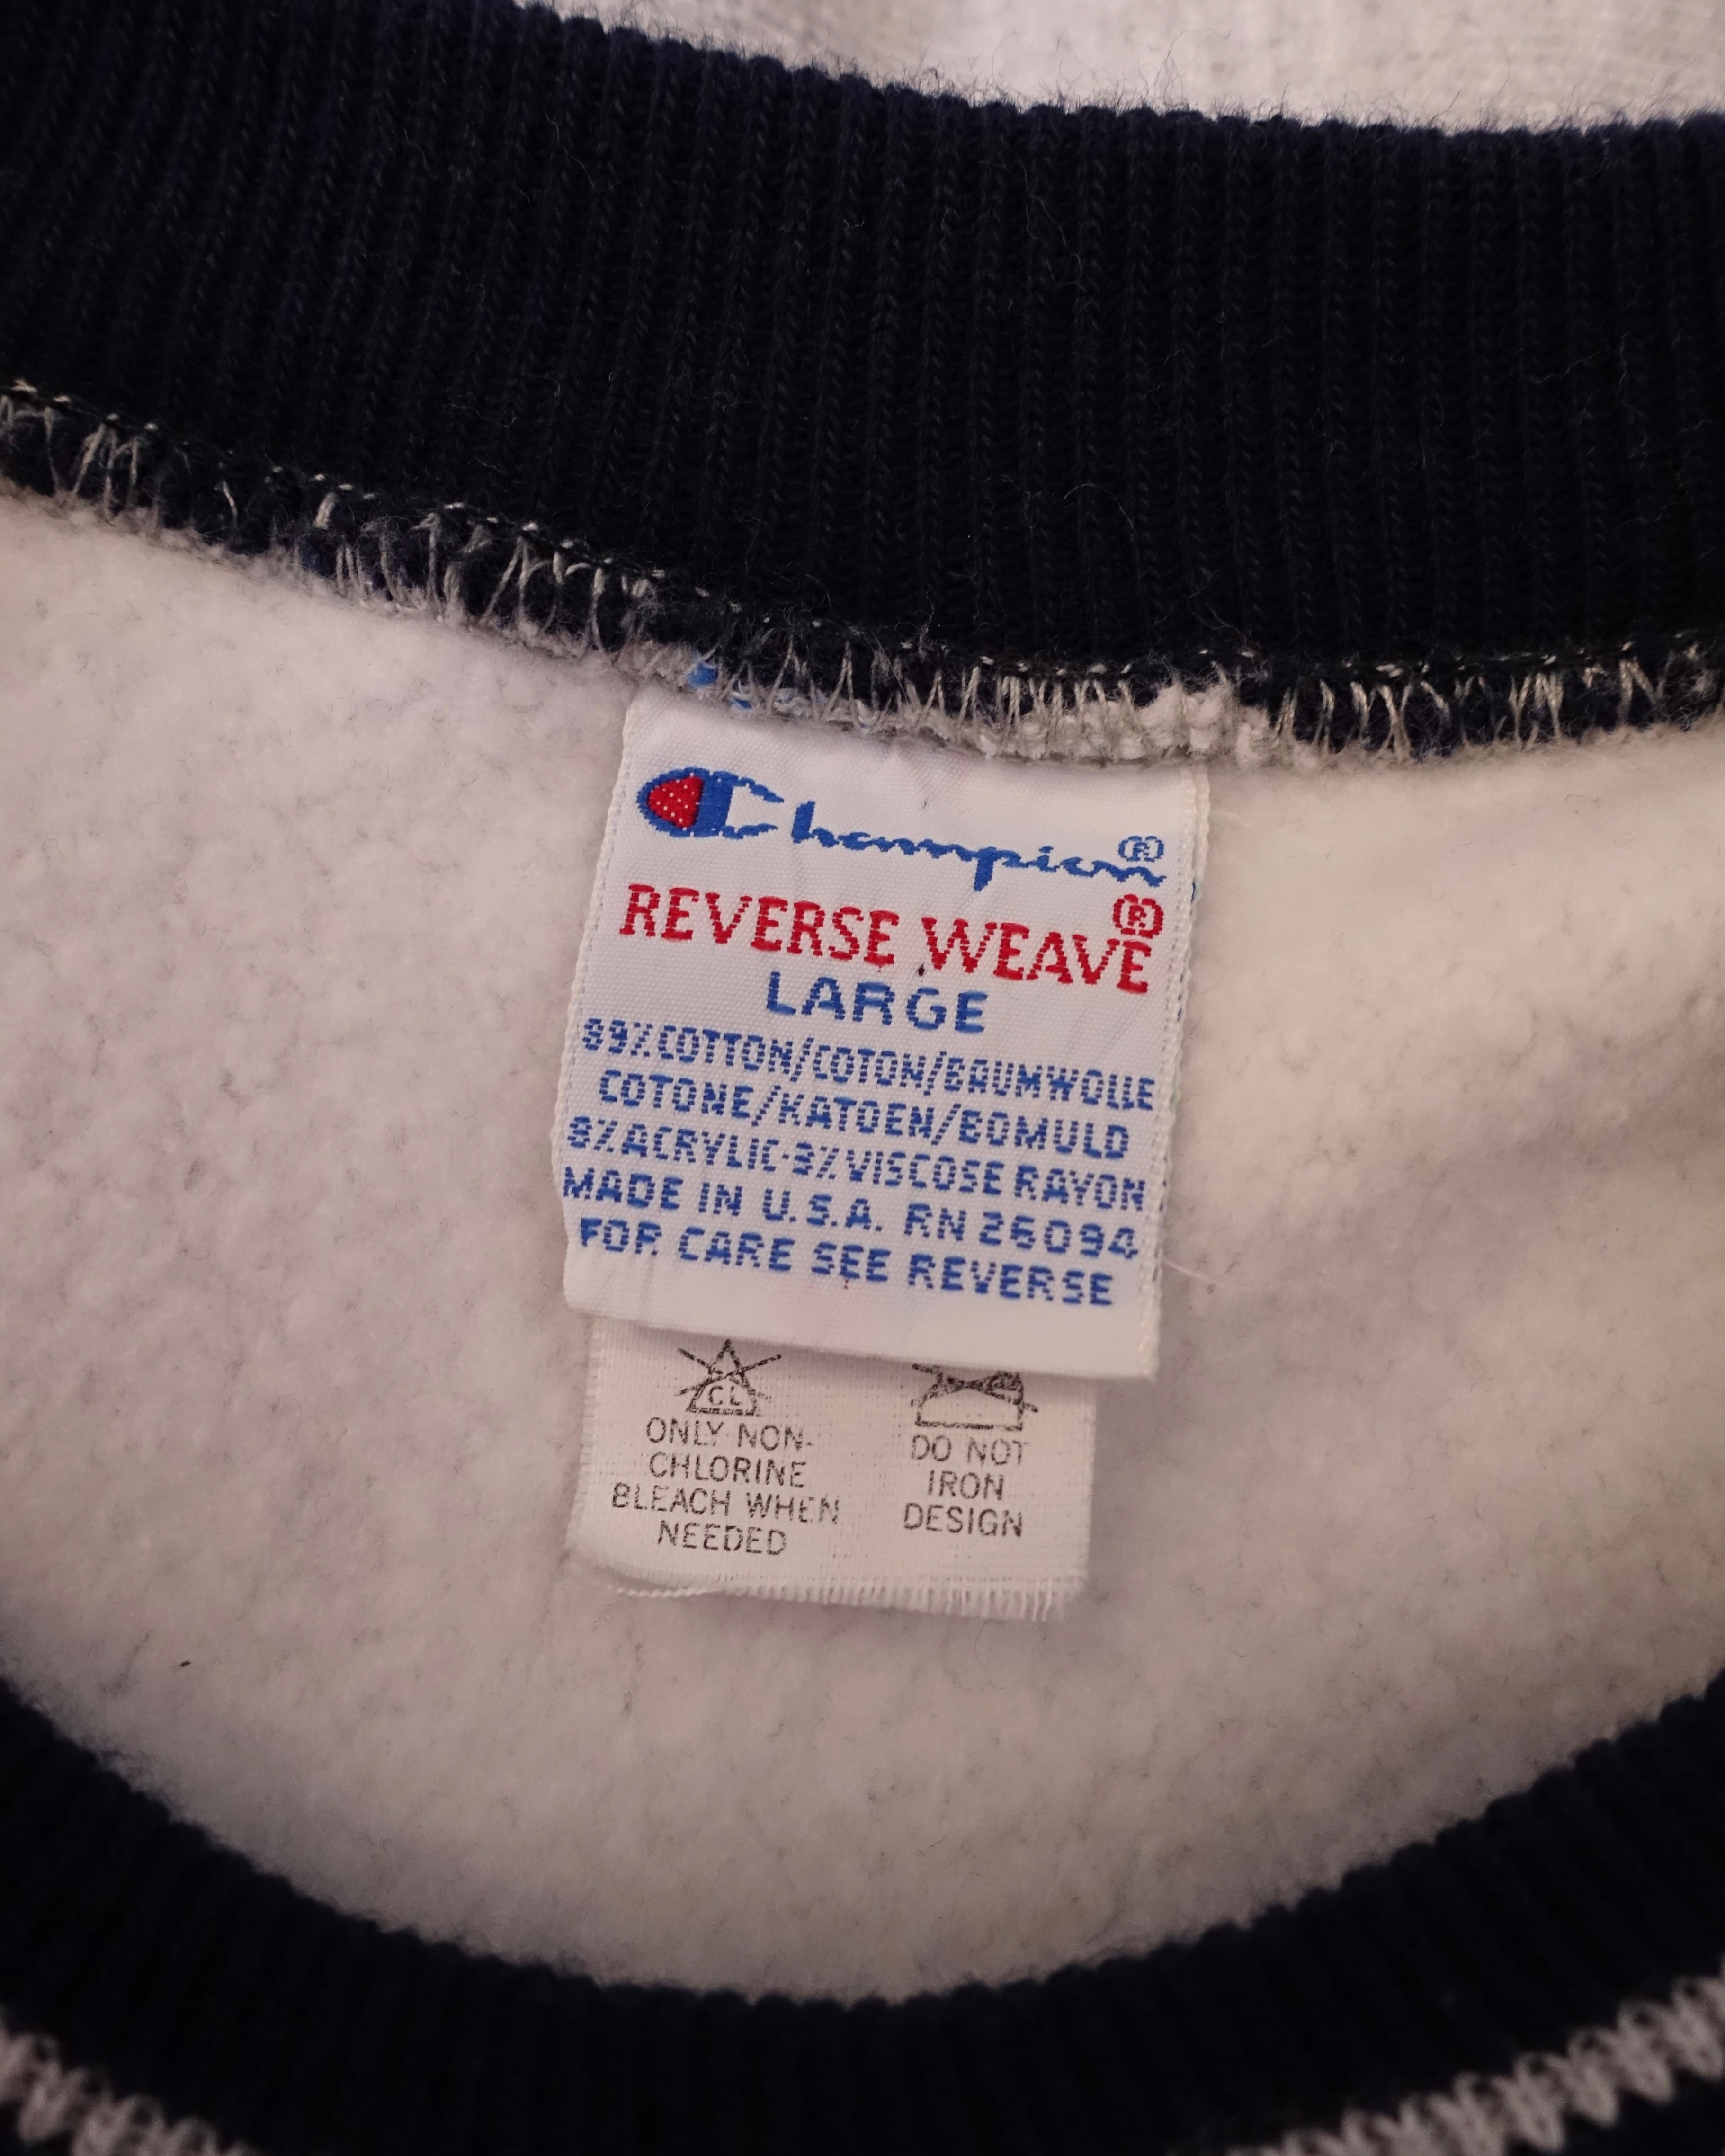 Champion®
REVERSE WEAVE®
LARGE
89% COTTON/COTON/BAUMWOLLE
COTONE/KATOEN/BOMULD
8% ACRYLIC-3% VISCOSE RAYON
MADE IN U.S.A. RN 26094
FOR CARE SEE REVERSE
CL
ONLY NON-
CHLORINE
BLEACH WHEN
NEEDED
DO NOT
IRON
DESIGN